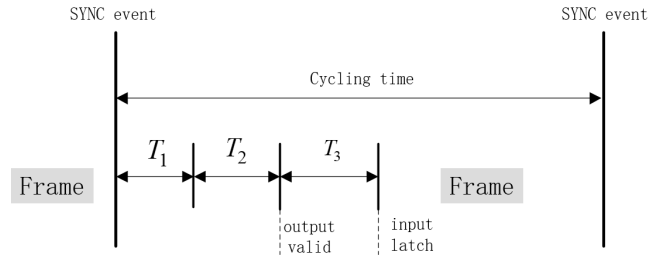 SYNC event
SYNC event
Cycling time
T1
T2
T3
Frame
Frame
output
valid
input
latch